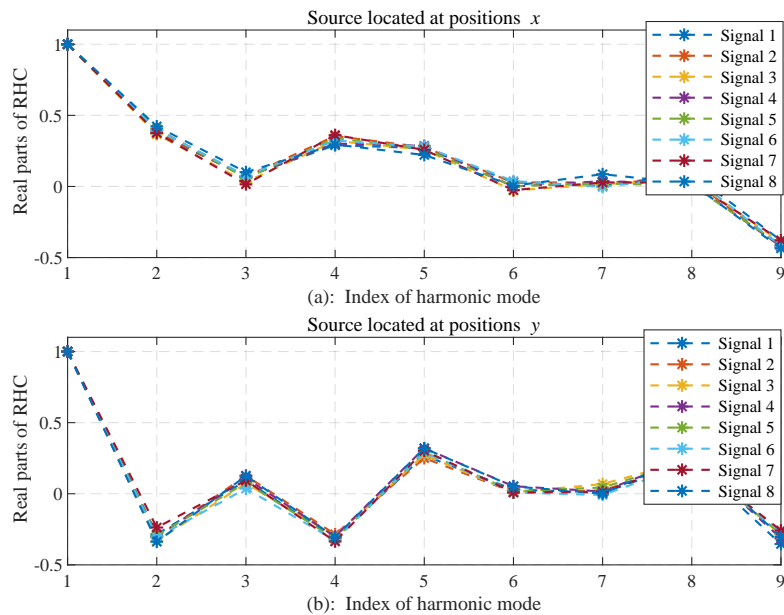 Source located at positions x
Real parts of RHC
1
0.5
0
-0.5
1 2 3 4 5 6 7 8 9
Signal 1
Signal 2
Signal 3
Signal 4
Signal 5
Signal 6
Signal 7
Signal 8
(a): Index of harmonic mode
Source located at positions y
Real parts of RHC
1
0.5
0
-0.5
1 2 3 4 5 6 7 8 9
Signal 1
Signal 2
Signal 3
Signal 4
Signal 5
Signal 6
Signal 7
Signal 8
(b): Index of harmonic mode